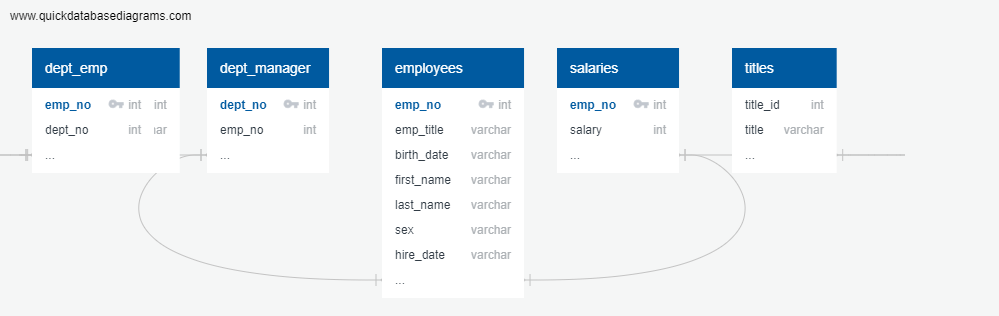 www.quickdatabasediagrams.com
dept_emp
emp_no int int
dept_no int
...
dept_manager
dept_no int
emp_no int
...
employees
emp_no int
emp_title varchar
birth_date varchar
first_name varchar
last_name varchar
sex varchar
hire_date varchar
...
salaries
emp_no int
salary int
...
titles
title_id int
title varchar
...